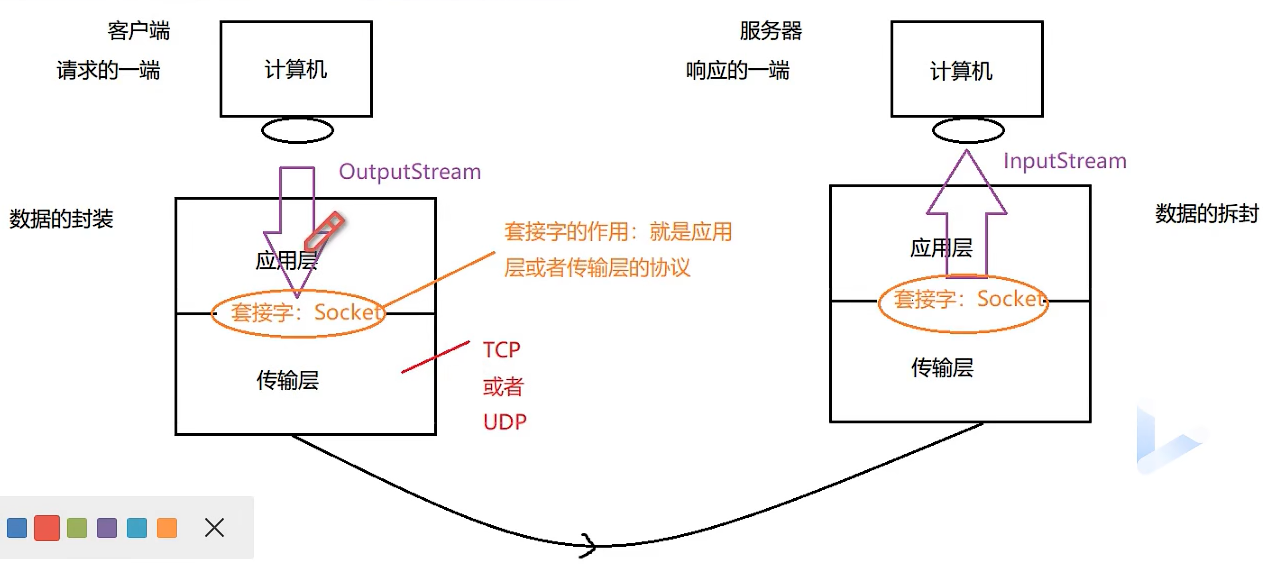 客户端
请求的一端
计算机
服务器
响应的一端
计算机
OutputStream
InputStream
数据的封装
数据的拆封
应用层
套接字的作用：就是应用
层或者传输层的协议
应用层
套接字：Socket
套接字：Socket
TCP
或者
UDP
传输层
传输层